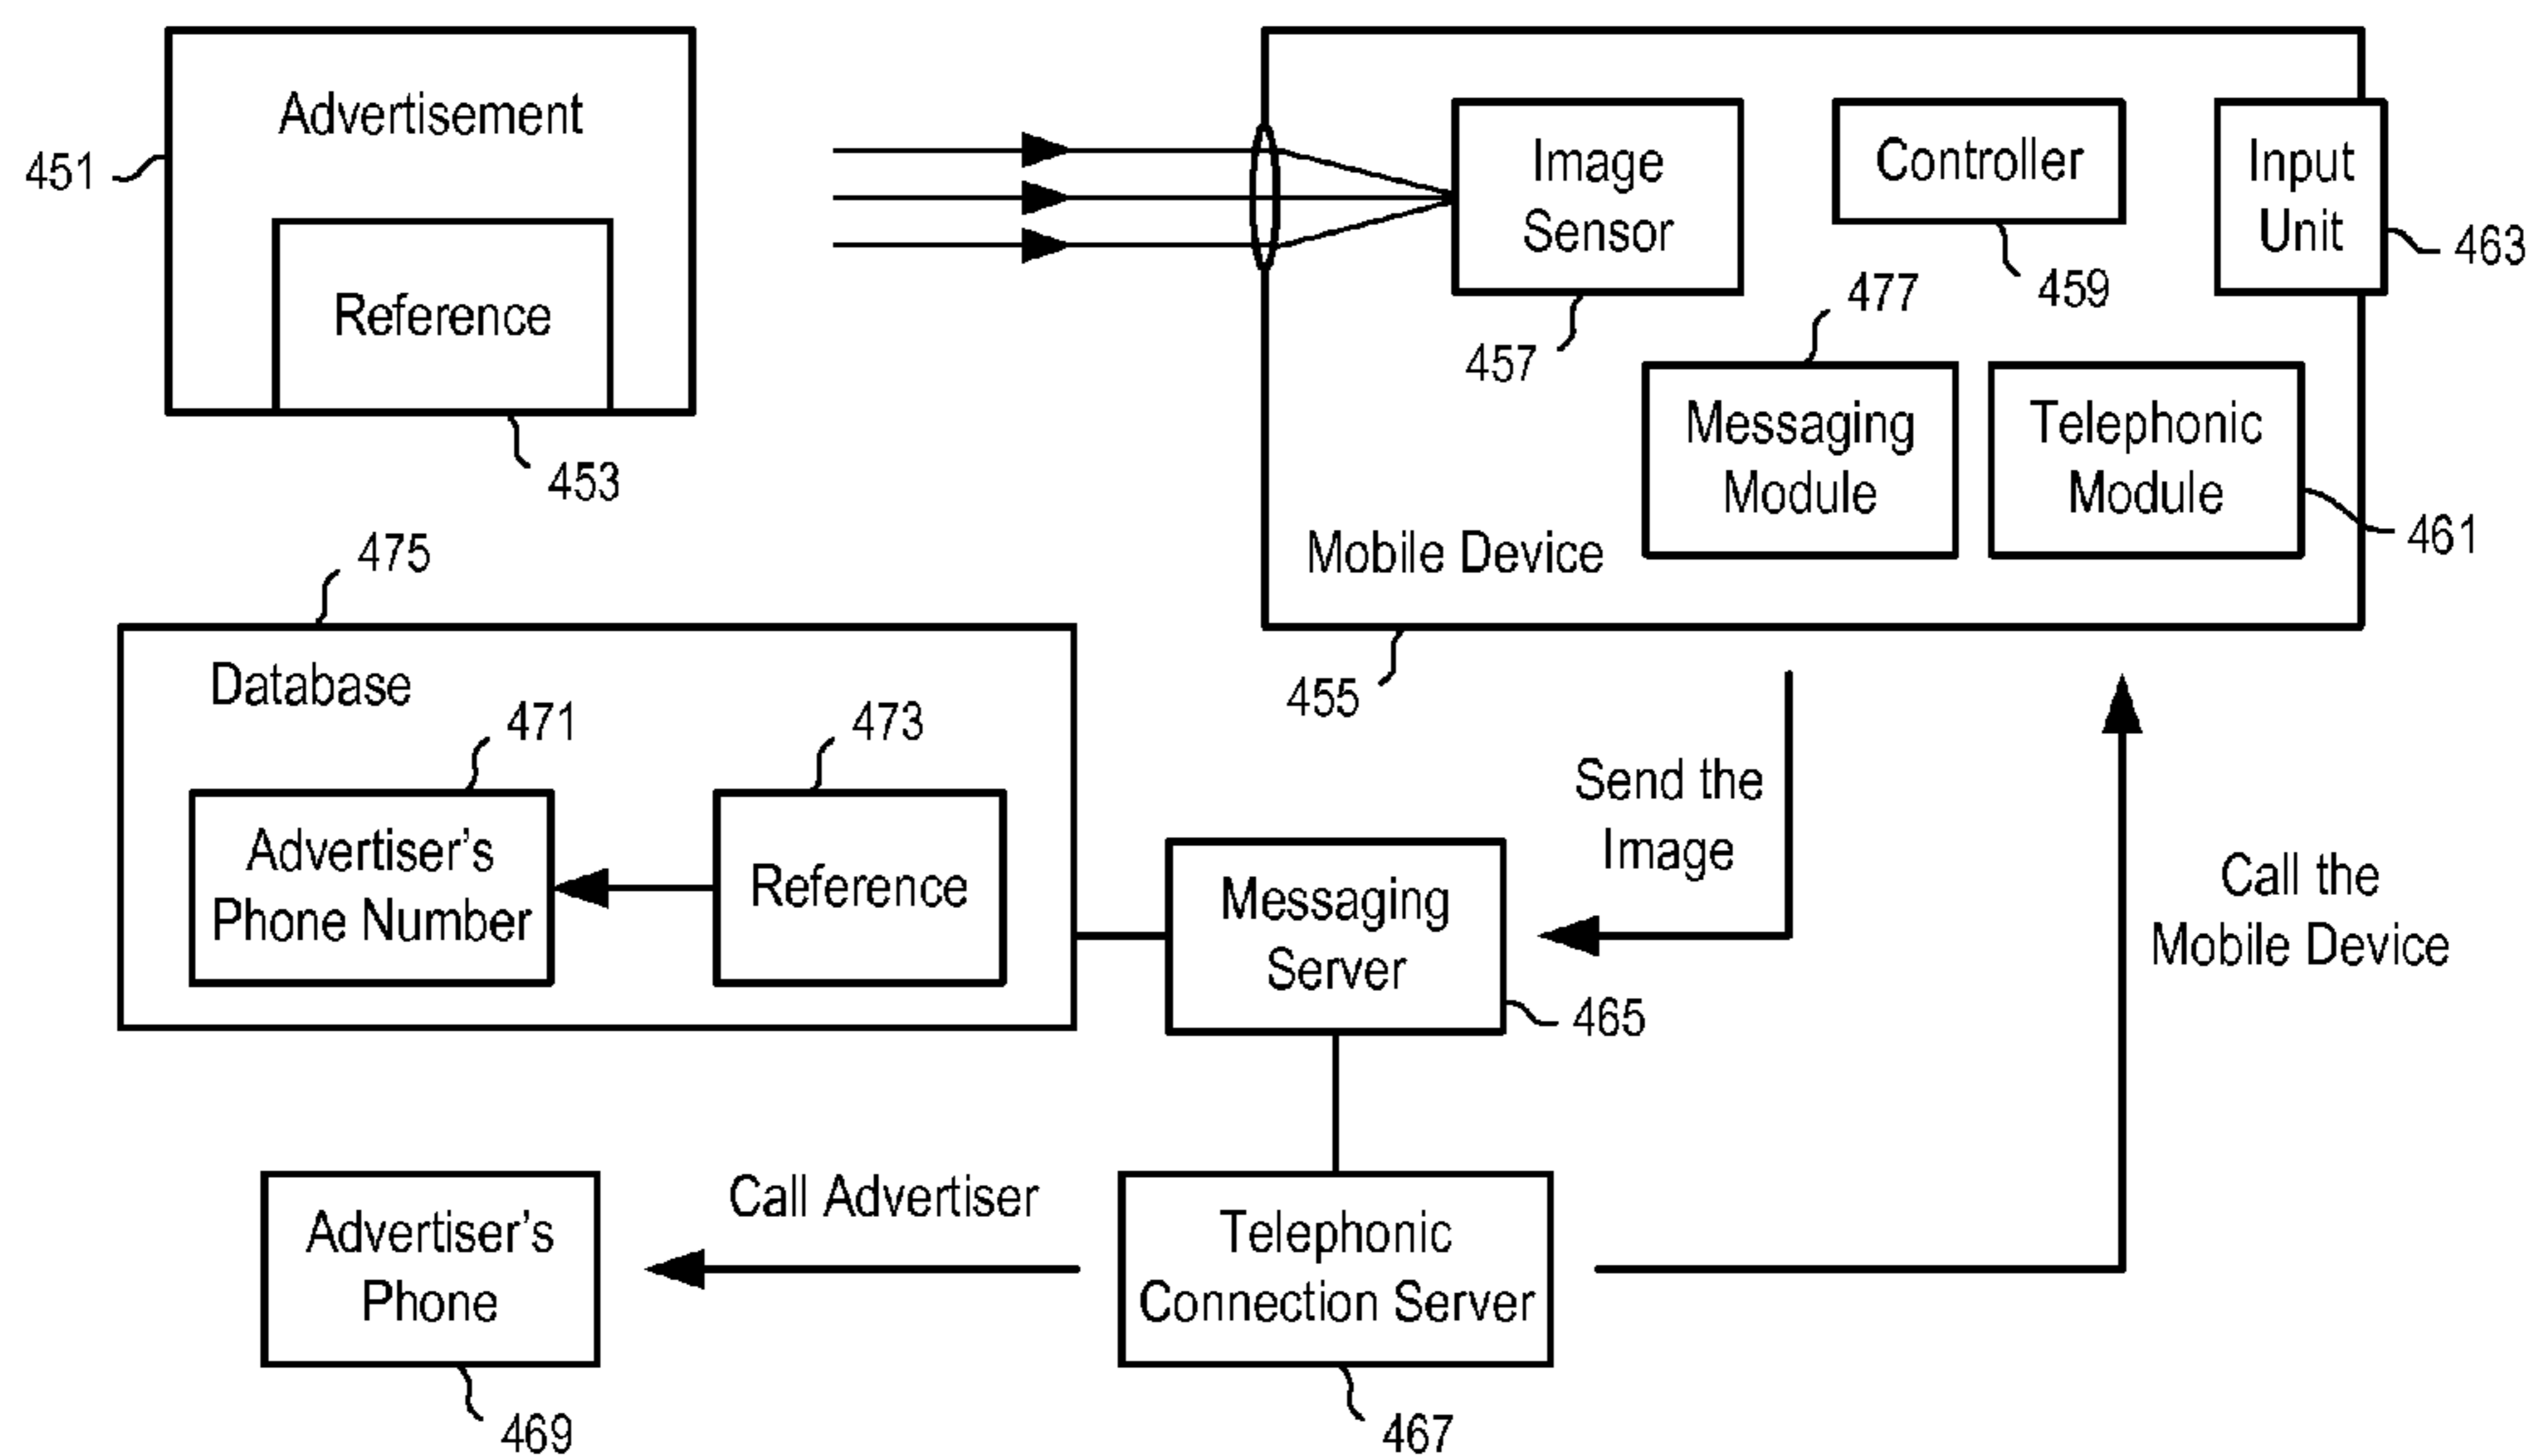 Advertisement
451
Reference
453
Image
Sensor
457
Controller
459
Input
Unit
463
477
Messaging
Module
Telephonic
Module
461
Mobile Device
455
475
Database
471
473
Advertiser's
Phone Number
Reference
Send the
Image
Messaging
Server
465
Call the
Mobile Device
Call Advertiser
Advertiser's
Phone
469
Telephonic
Connection Server
467